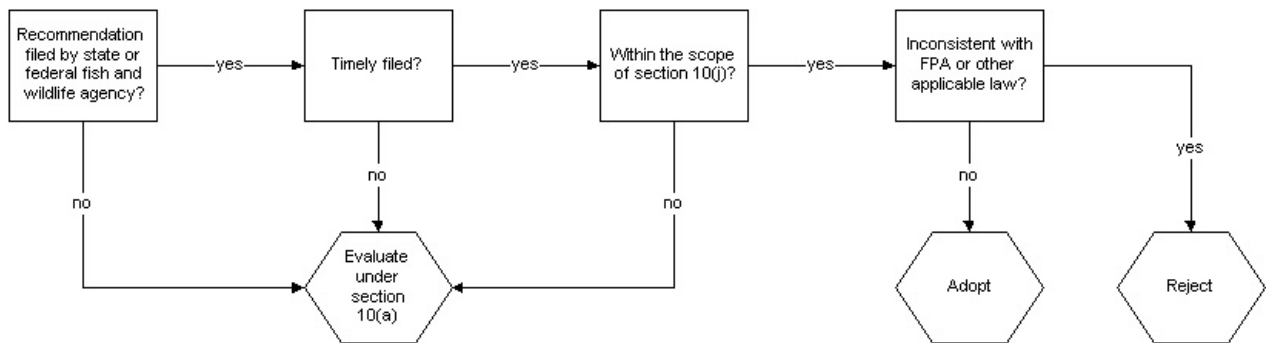 Recommendation
filed by state or
federal fish and
wildlife agency?
yes
Timely filed?
yes
Within the scope
of section 10(j)?
yes
Inconsistent with
FPA or other
applicable law?
no
no
no
no
yes
Evaluate
under
section
10(a)
Adopt
Reject